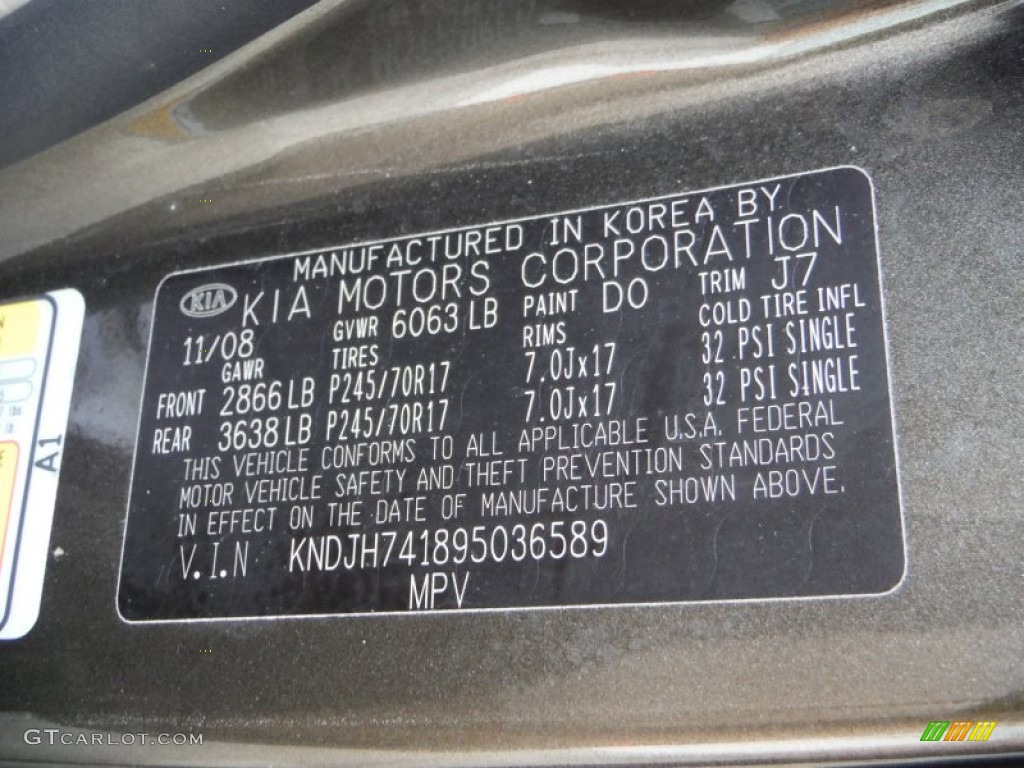 MANUFACTURED IN KOREA BY
KIA KIA MOTORS CORPORATION
11/08 GVWR 6063 LB PAINT D0 TRIM J7
GAWR TIRES RIMS COLD TIRE INFL
FRONT 2866 LB P245/70R17 7.0Jx17 32 PSI SINGLE
REAR 3638 LB P245/70R17 7.0Jx17 32 PSI SINGLE
THIS VEHICLE CONFORMS TO ALL APPLICABLE U.S.A. FEDERAL
MOTOR VEHICLE SAFETY AND THEFT PREVENTION STANDARDS
IN EFFECT ON THE DATE OF MANUFACTURE SHOWN ABOVE.
V.I.N KNDJH741895036589
MPV
A1
GTCARLOT.COM